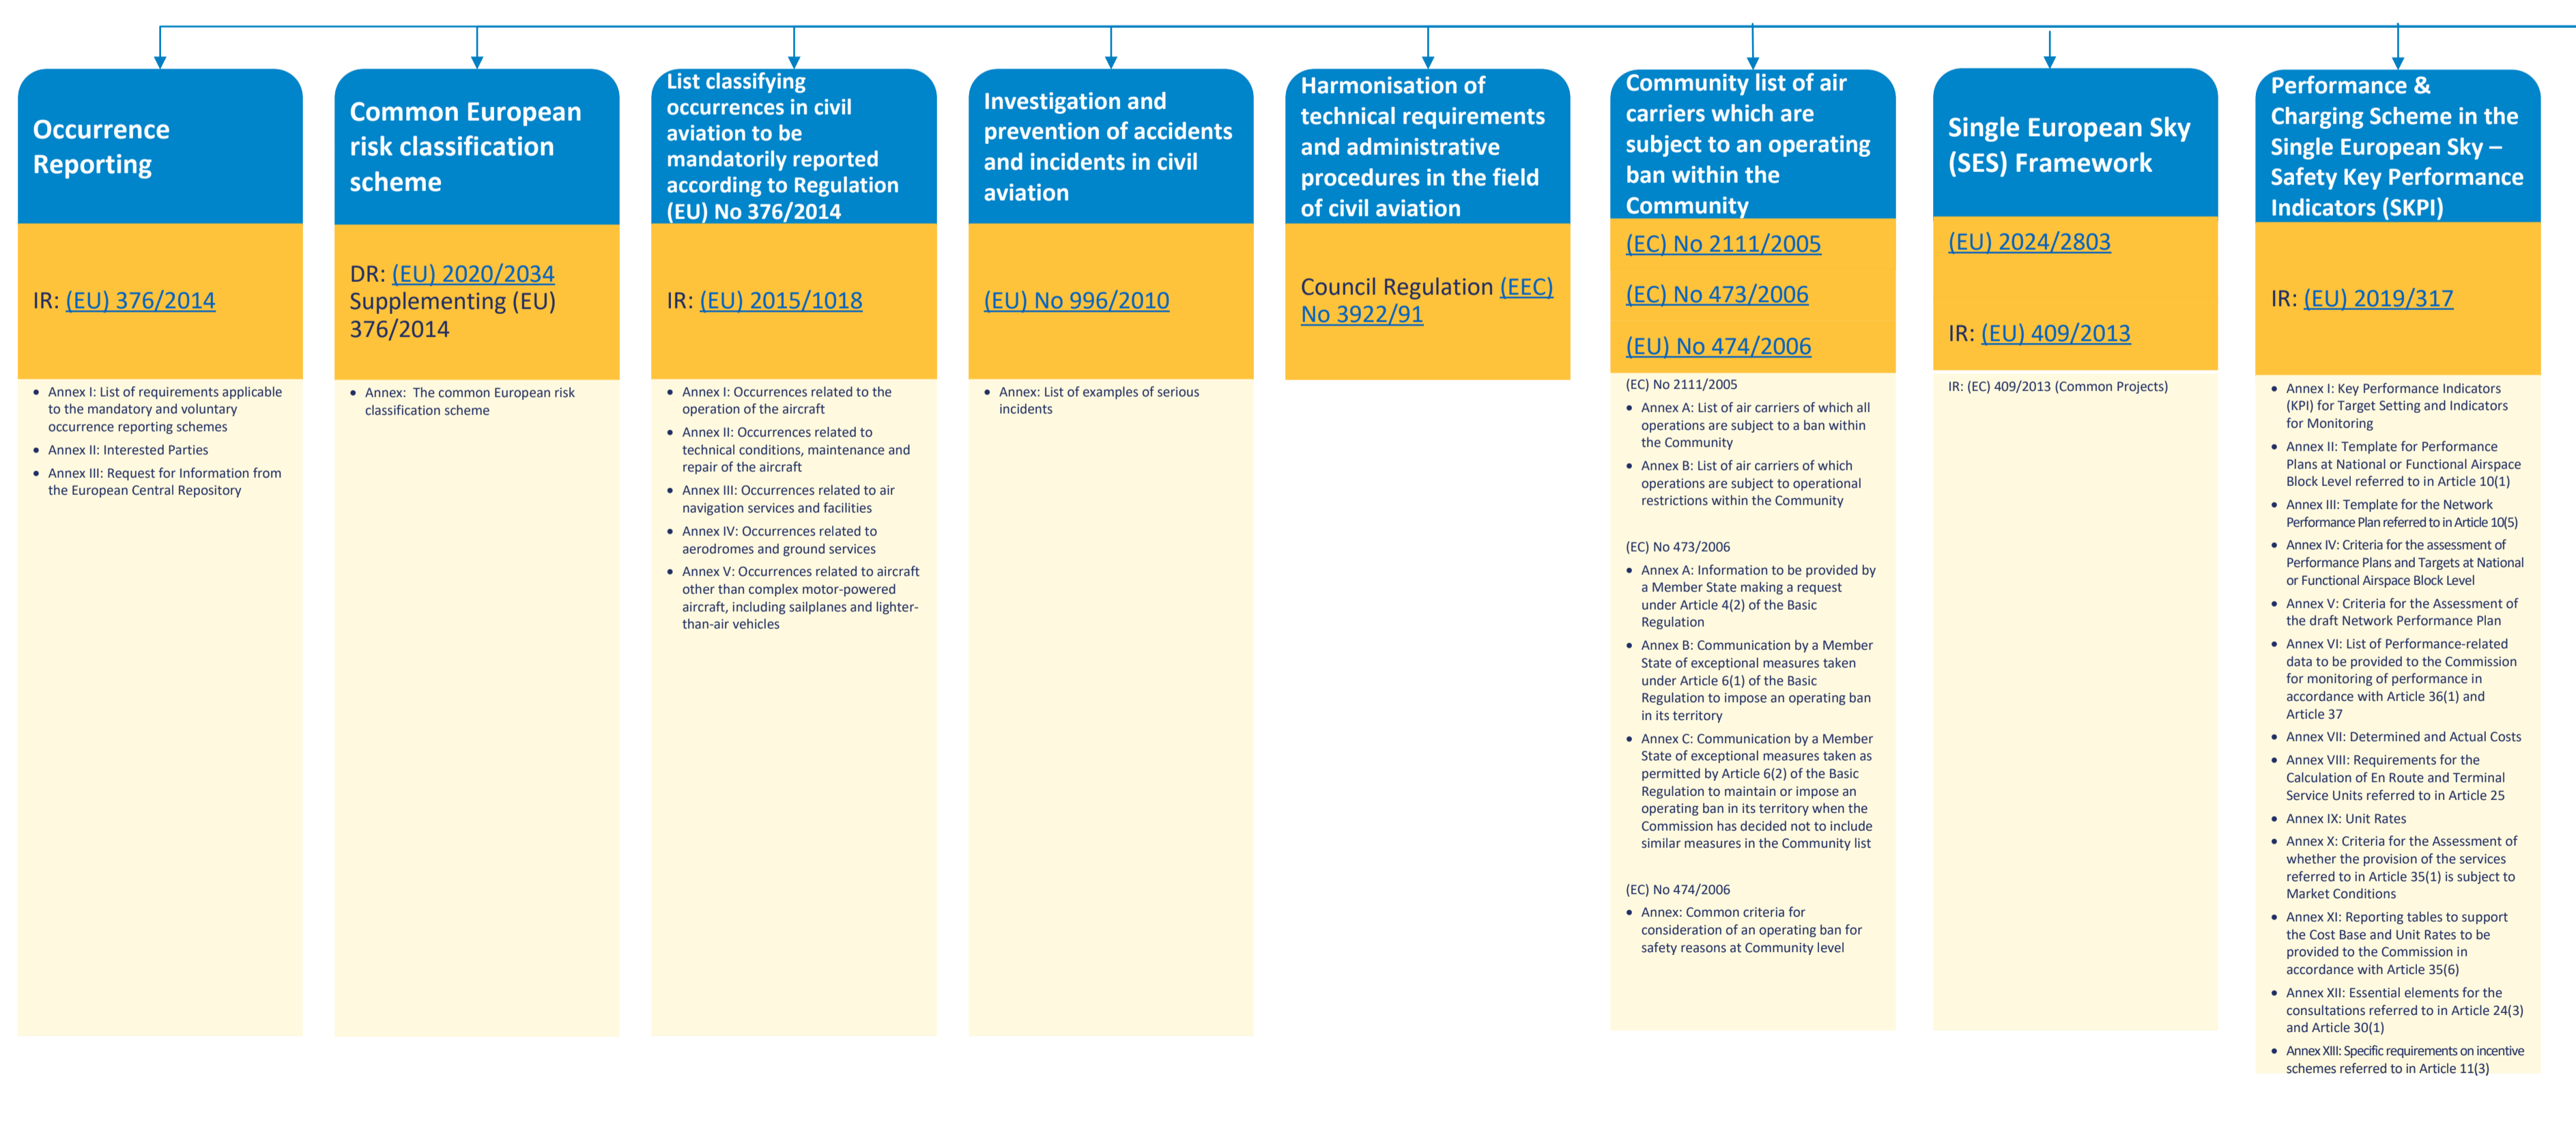 Occurrence
Reporting
IR: (EU) 376/2014
• Annex I: List of requirements applicable
to the mandatory and voluntary
occurrence reporting schemes
• Annex II: Interested Parties
• Annex III: Request for Information from
the European Central Repository
Common European
risk classification
scheme
DR: (EU) 2020/2034
Supplementing (EU)
376/2014
• Annex: The common European risk
classification scheme
List classifying
occurrences in civil
aviation to be
mandatorily reported
according to Regulation
(EU) No 376/2014
IR: (EU) 2015/1018
• Annex I: Occurrences related to the
operation of the aircraft
• Annex II: Occurrences related to
technical conditions, maintenance and
repair of the aircraft
• Annex III: Occurrences related to air
navigation services and facilities
• Annex IV: Occurrences related to
aerodromes and ground services
• Annex V: Occurrences related to aircraft
other than complex motor-powered
aircraft, including sailplanes and lighter-
than-air vehicles
Investigation and
prevention of accidents
and incidents in civil
aviation
(EU) No 996/2010
• Annex: List of examples of serious
incidents
Harmonisation of
technical requirements
and administrative
procedures in the field
of civil aviation
Council Regulation (EEC)
No 3922/91
Community list of air
carriers which are
subject to an operating
ban within the
Community
(EC) No 2111/2005
(EC) No 473/2006
(EU) No 474/2006
(EC) No 2111/2005
• Annex A: List of air carriers of which all
operations are subject to a ban within
the Community
• Annex B: List of air carriers of which
operations are subject to operational
restrictions within the Community
(EC) No 473/2006
• Annex A: Information to be provided by
a Member State making a request
under Article 4(2) of the Basic
Regulation
• Annex B: Communication by a Member
State of exceptional measures taken
under Article 6(1) of the Basic
Regulation to impose an operating ban
in its territory
• Annex C: Communication by a Member
State of exceptional measures taken as
permitted by Article 6(2) of the Basic
Regulation to maintain or impose an
operating ban in its territory when the
Commission has decided not to include
similar measures in the Community list
(EC) No 474/2006
• Annex: Common criteria for
consideration of an operating ban for
safety reasons at Community level
Single European Sky
(SES) Framework
(EU) 2024/2803
IR: (EU) 409/2013
IR: (EC) 409/2013 (Common Projects)
Performance &
Charging Scheme in the
Single European Sky –
Safety Key Performance
Indicators (SKPI)
IR: (EU) 2019/317
• Annex I: Key Performance Indicators
(KPI) for Target Setting and Indicators
for Monitoring
• Annex II: Template for Performance
Plans at National or Functional Airspace
Block Level referred to in Article 10(1)
• Annex III: Template for the Network
Performance Plan referred to in Article 10(5)
• Annex IV: Criteria for the assessment of
Performance Plans and Targets at National
or Functional Airspace Block Level
• Annex V: Criteria for the Assessment of
the draft Network Performance Plan
• Annex VI: List of Performance-related
data to be provided to the Commission
for monitoring of performance in
accordance with Article 36(1) and
Article 37
• Annex VII: Determined and Actual Costs
• Annex VIII: Requirements for the
Calculation of En Route and Terminal
Service Units referred to in Article 25
• Annex IX: Unit Rates
• Annex X: Criteria for the Assessment of
whether the provision of the services
referred to in Article 35(1) is subject to
Market Conditions
• Annex XI: Reporting tables to support
the Cost Base and Unit Rates to be
provided to the Commission in
accordance with Article 35(6)
• Annex XII: Essential elements for the
consultations referred to in Article 24(3)
and Article 30(1)
• Annex XIII: Specific requirements on incentive
schemes referred to in Article 11(3)